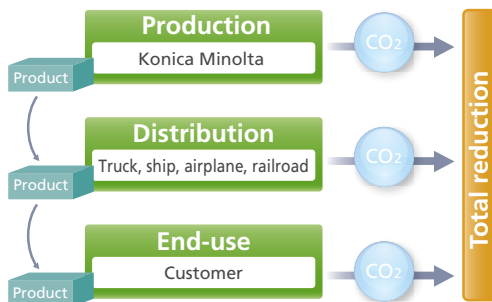 Production
Konica Minolta
CO2
Product
Distribution
Truck, ship, airplane, railroad
CO2
Product
End-use
Customer
CO2
Product
Total reduction